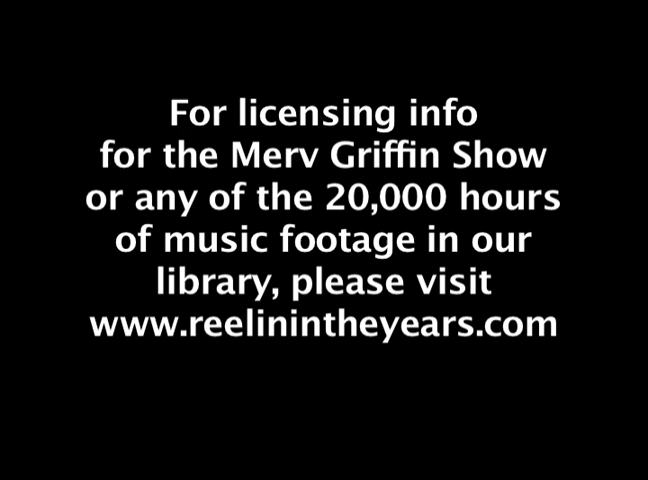 For licensing info
for the Merv Griffin Show
or any of the 20,000 hours
of music footage in our
library, please visit
www.reelinintheyears.com